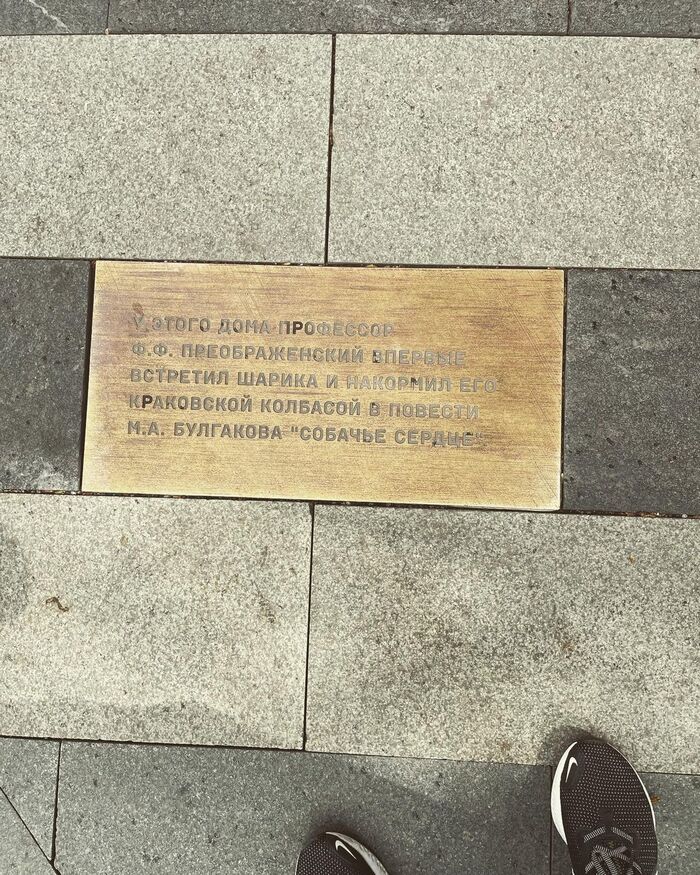 У ЭТОГО ДОМА ПРОФЕССОР
Ф.Ф. ПРЕОБРАЖЕНСКИЙ ВПЕРВЫЕ
ВСТРЕТИЛ ШАРИКА И НАКОРМИЛ ЕГО
КРАКОВСКОЙ КОЛБАСОЙ В ПОВЕСТИ
М.А. БУЛГАКОВА "СОБАЧЬЕ СЕРДЦЕ"